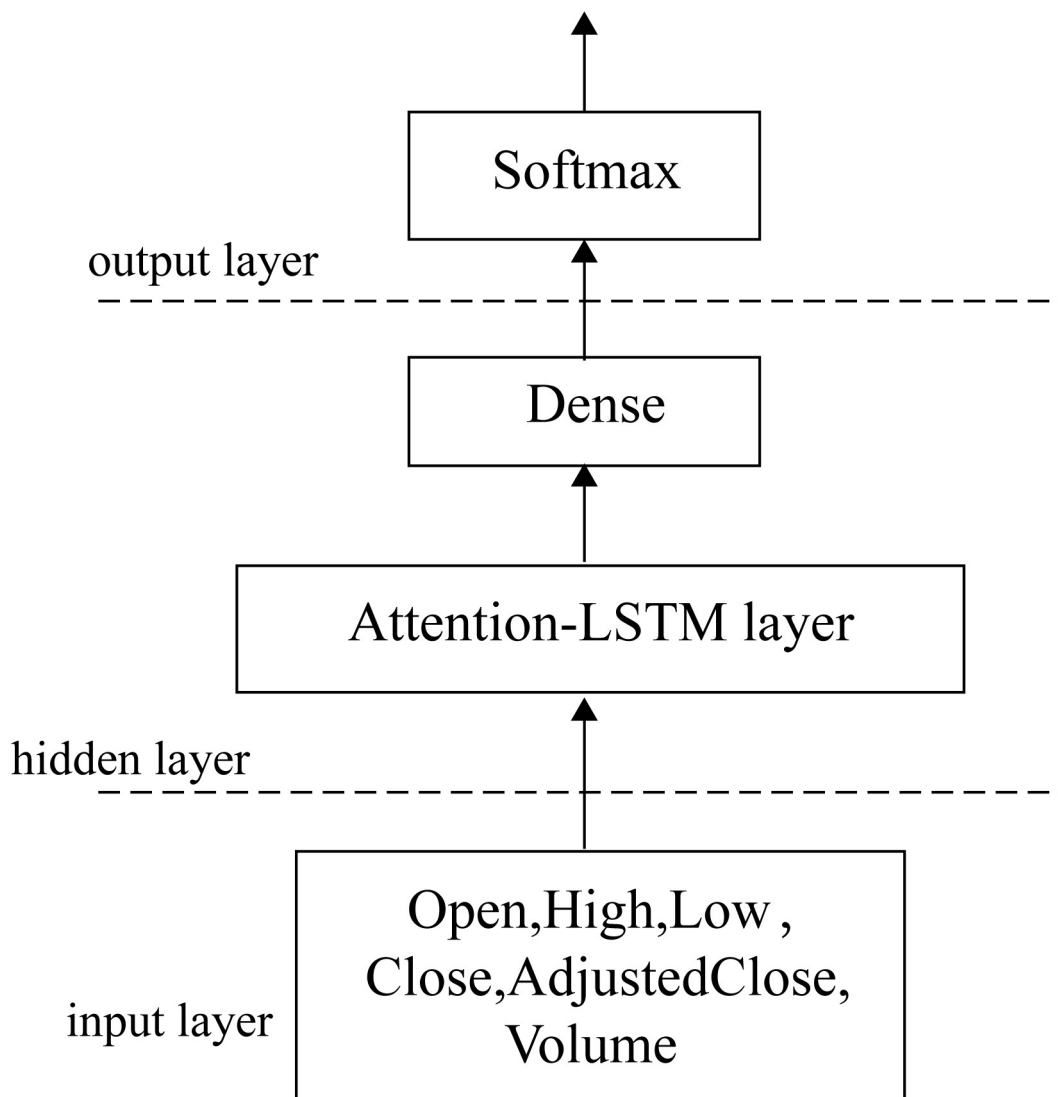 Softmax
output layer
Dense
Attention-LSTM layer
hidden layer
Open,High,Low ,
Close,AdjustedClose,
Volume
input layer